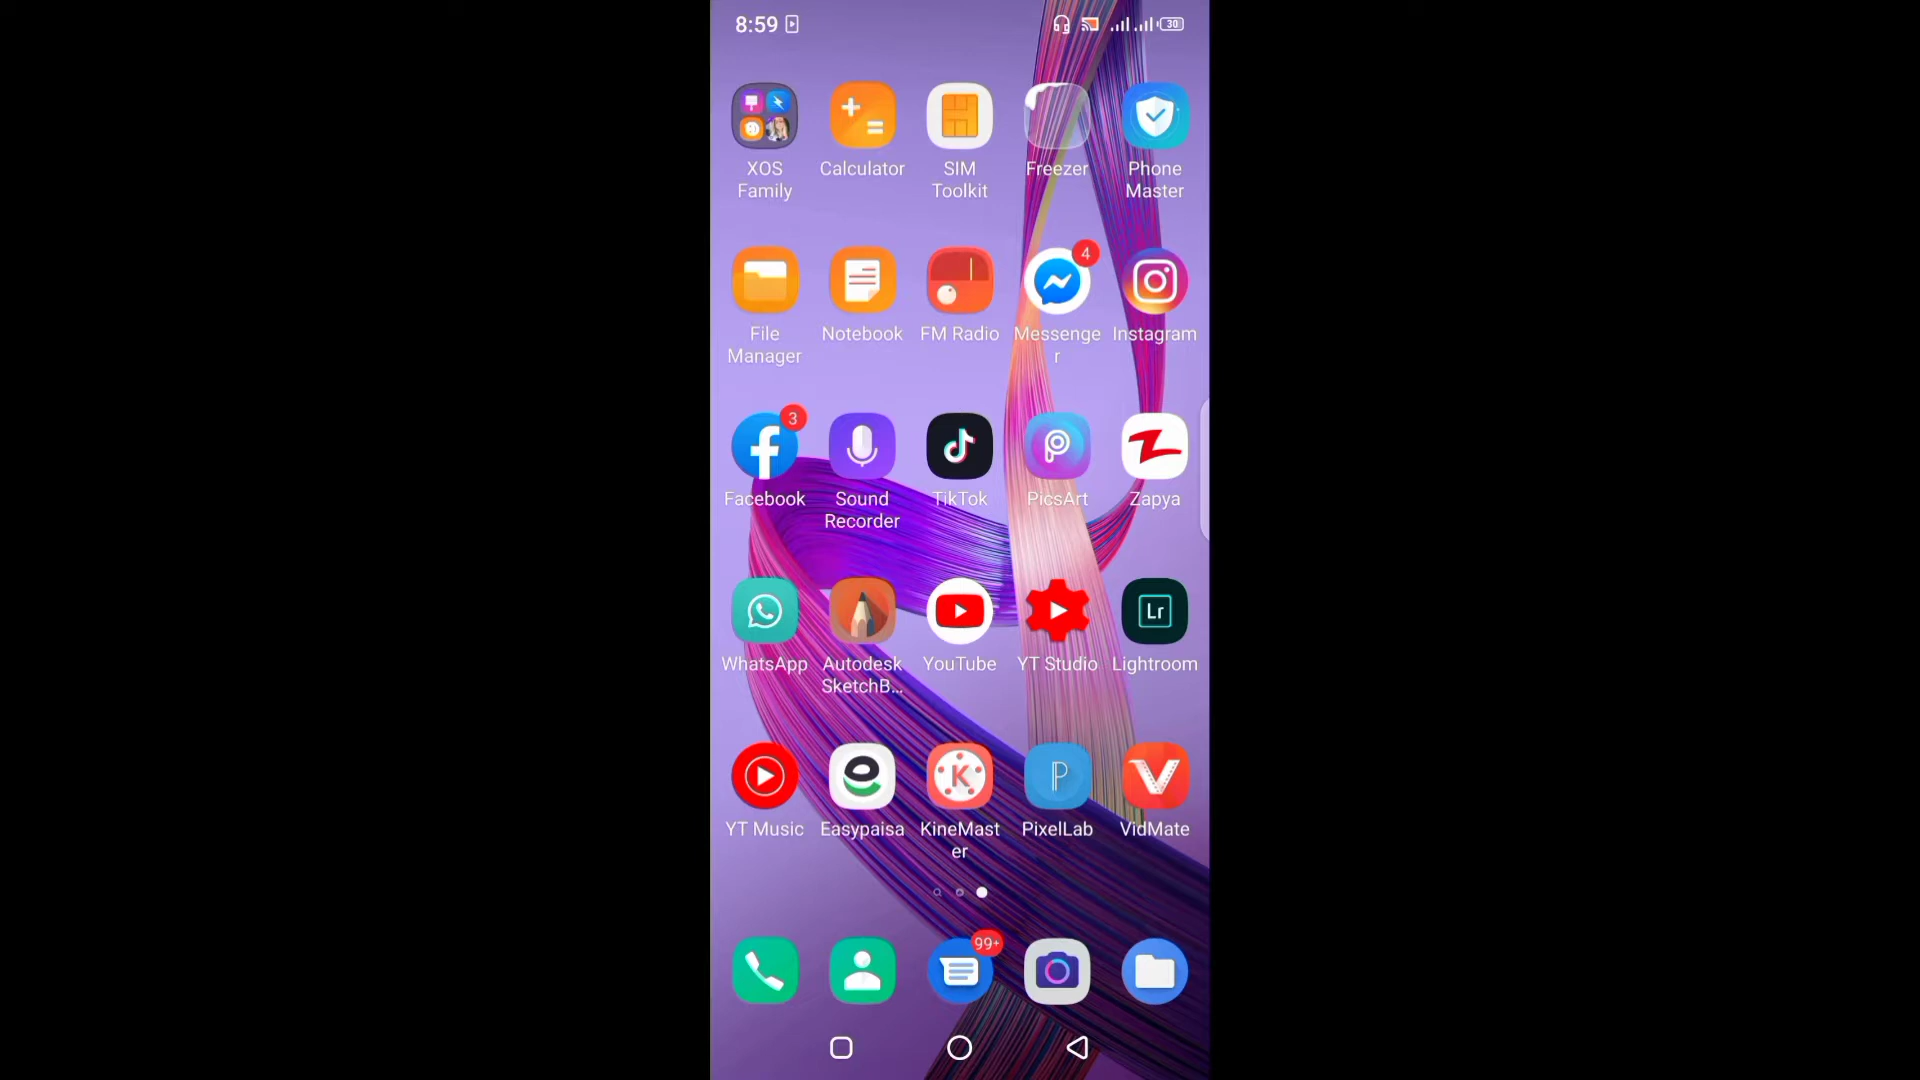 8:59
30
XOS
Family
Calculator
SIM
Toolkit
Freezer
Phone
Master
File
Manager
Notebook
FM Radio
4
Messenge
r
Instagram
3
Facebook
Sound
Recorder
TikTok
PicsArt
Zapya
WhatsApp
Autodesk
SketchB...
YouTube
YT Studio
Lr
Lightroom
YT Music
Easypaisa
K
KineMast
er
P
PixelLab
VidMate
99+